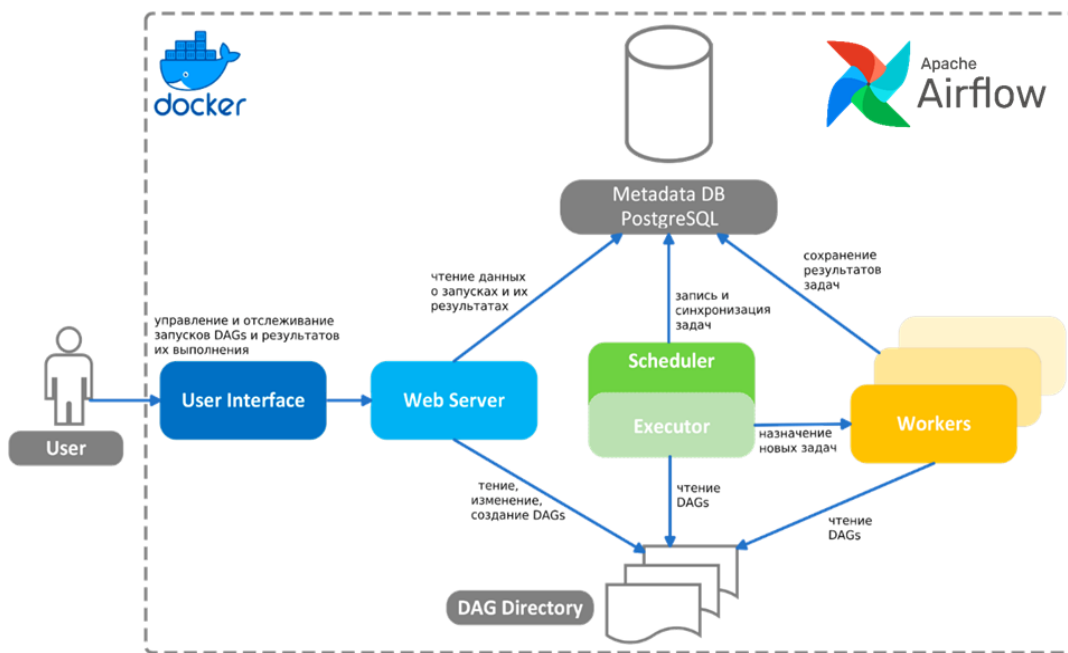 docker
Apache
Airflow
Metadata DB
PostgreSQL
чтение данных
о запусках и их
результатах
запись и
синхронизация
задач
сохранение
результатов
задач
управление и отслеживание
запусков DAGs и результатов
их выполнения
User
User Interface
Web Server
Scheduler
Executor
назначение
новых задач
Workers
тение,
изменение,
создание DAGs
чтение
DAGs
чтение
DAGs
DAG Directory